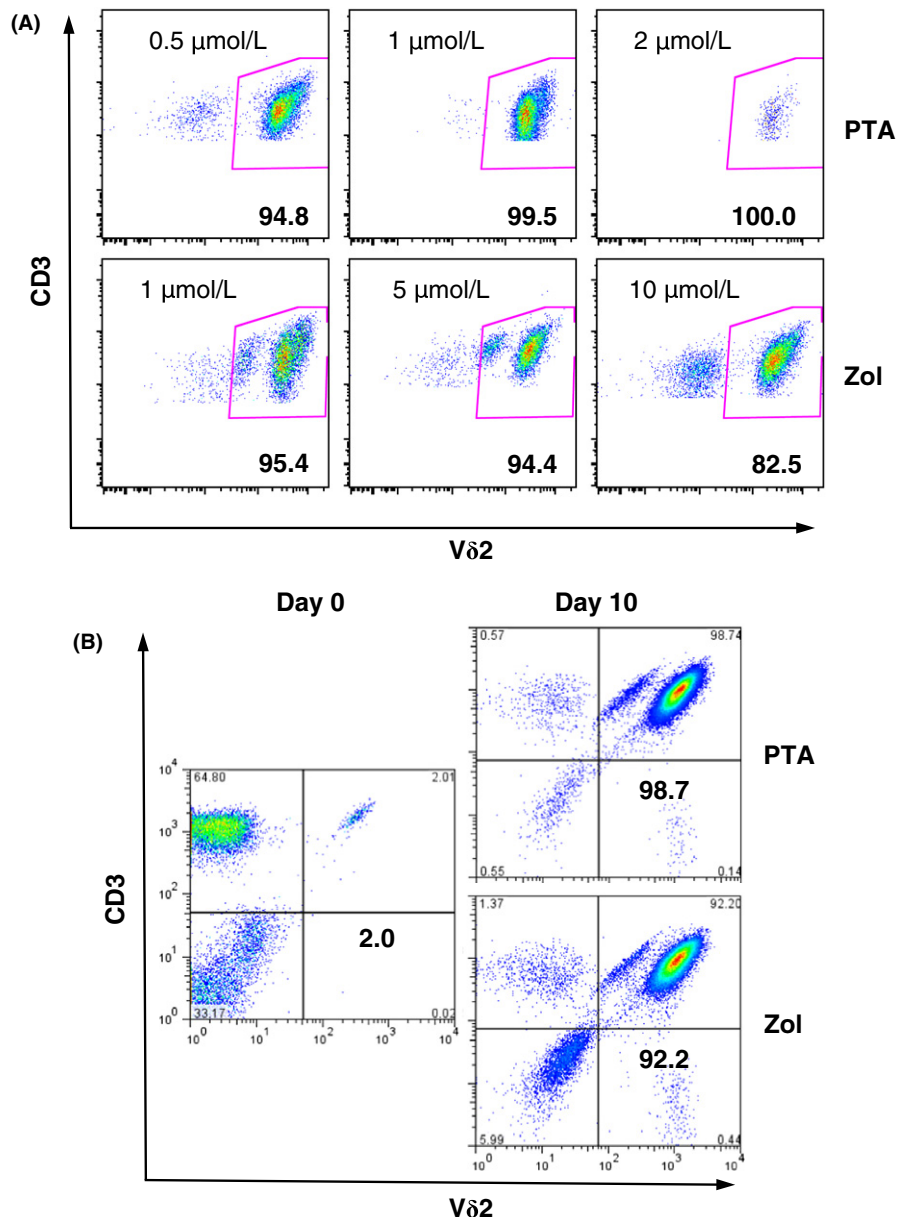 (A)
0.5 μmol/L
1 μmol/L
2 μmol/L
PTA
94.8
99.5
100.0
CD3
1 μmol/L
5 μmol/L
10 μmol/L
Zol
95.4
94.4
82.5
Vδ2
Day 0
Day 10
(B)
0.57
98.74
PTA
98.7
0.55
0.14
CD3
10⁴
10³
10²
10¹
10⁰
64.80
2.01
2.0
33.17
0.02
10⁰ 10¹ 10² 10³ 10⁴
1.37
92.20
Zol
92.2
5.99
0.44
10⁰ 10¹ 10² 10³ 10⁴
Vδ2